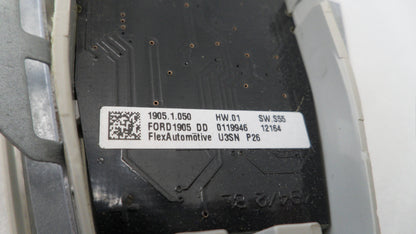 1905.1.050 HW.01 SW.S55
FORD1905 DD 0119946 12164
FlexAutomotive U3SN P26